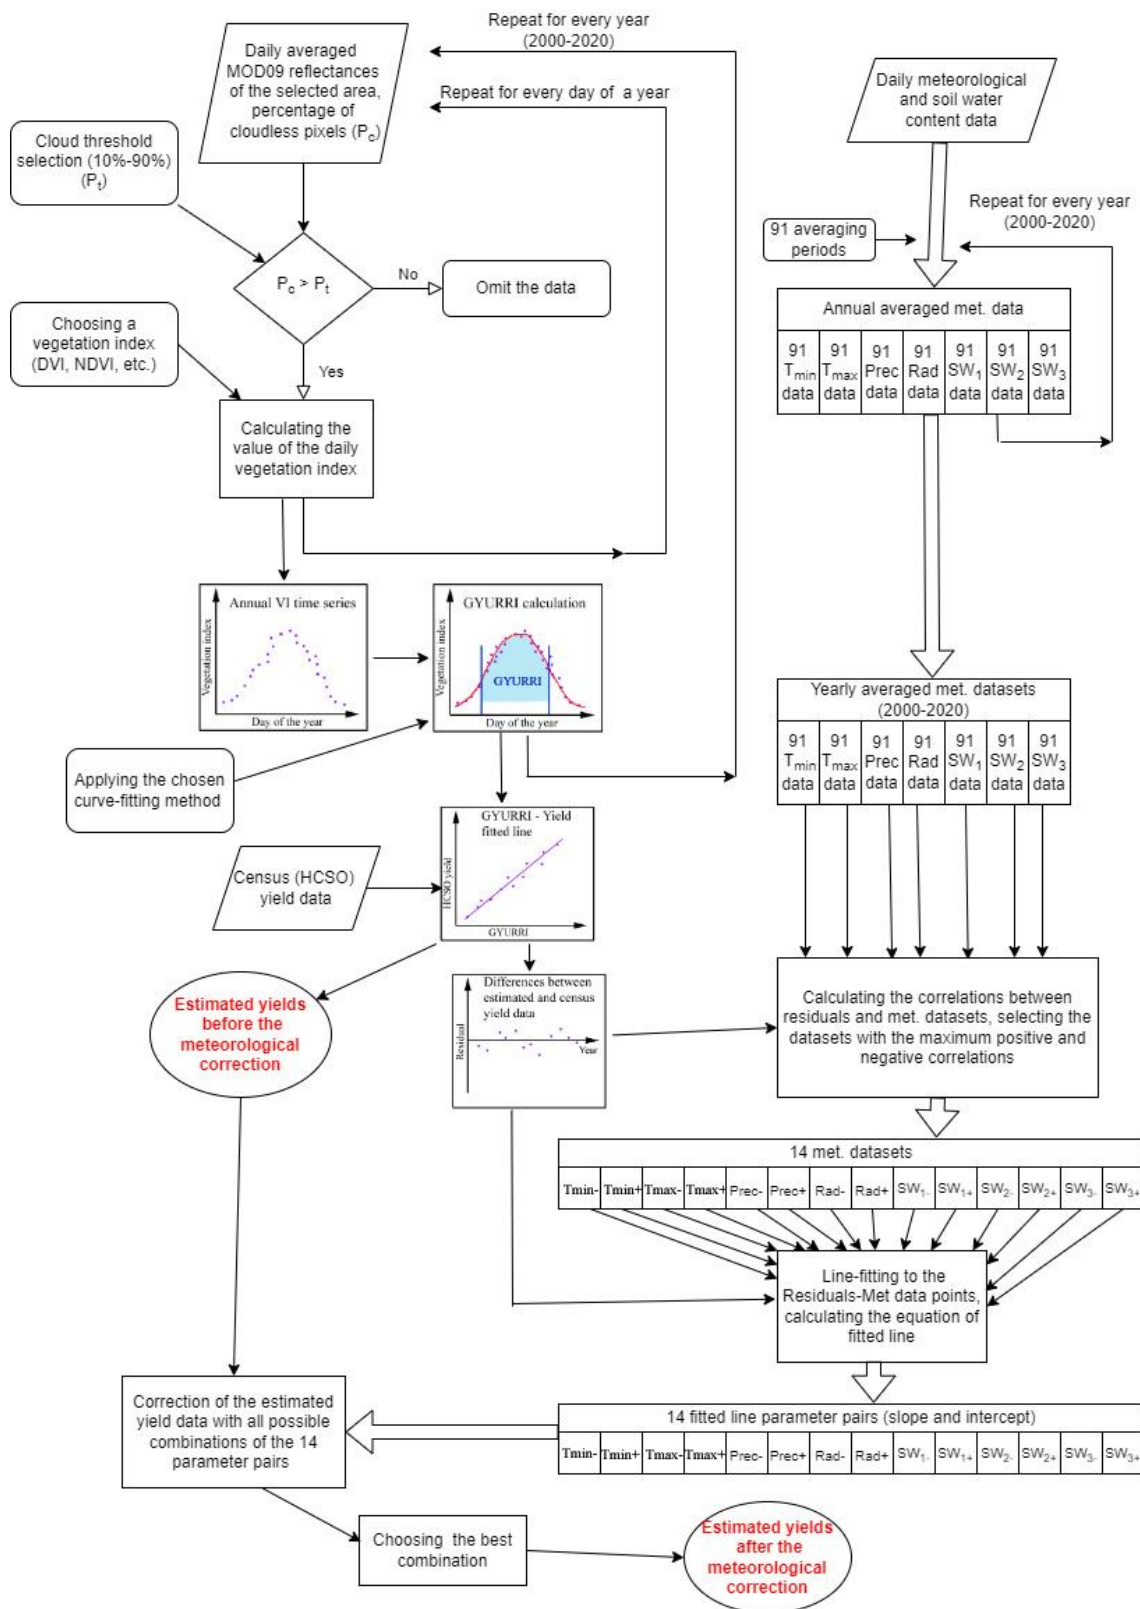 Daily averaged
MOD09 reflectances
of the selected area,
percentage of
cloudless pixels (Pc)
Repeat for every year
(2000-2020)
Repeat for every day of a year
Cloud threshold
selection (10%-90%)
(Pt)
Pc > Pt
No
Omit the data
Yes
Choosing a
vegetation index
(DVI, NDVI, etc.)
Calculating the
value of the daily
vegetation index
Annual VI time series
Vegetation index
Day of the year
GYURRI calculation
Vegetation index
GYURRI
Day of the year
Applying the chosen
curve-fitting method
GYURRI - Yield
fitted line
HCSO yield
GYURRI
Census (HCSO)
yield data
Differences between
estimated and census
yield data
Residual
Year
Estimated yields
before the
meteorological
correction
Daily meteorological
and soil water
content data
Repeat for every year
(2000-2020)
91 averaging
periods
Annual averaged met. data
91 91 91 91 91 91 91
Tmin Tmax Prec Rad SW1 SW2 SW3
data data data data data data data
Yearly averaged met. datasets
(2000-2020)
91 91 91 91 91 91 91
Tmin Tmax Prec Rad SW1 SW2 SW3
data data data data data data data
Calculating the correlations between
residuals and met. datasets, selecting the
datasets with the maximum positive and
negative correlations
14 met. datasets
Tmin- Tmin+ Tmax- Tmax+ Prec- Prec+ Rad- Rad+ SW1- SW1+ SW2- SW2+ SW3- SW3+
Line-fitting to the
Residuals-Met data points,
calculating the equation of
fitted line
14 fitted line parameter pairs (slope and intercept)
Tmin- Tmin+ Tmax- Tmax+ Prec- Prec+ Rad- Rad+ SW1- SW1+ SW2- SW2+ SW3- SW3+
Correction of the estimated
yield data with all possible
combinations of the 14
parameter pairs
Choosing the best
combination
Estimated yields
after the
meteorological
correction